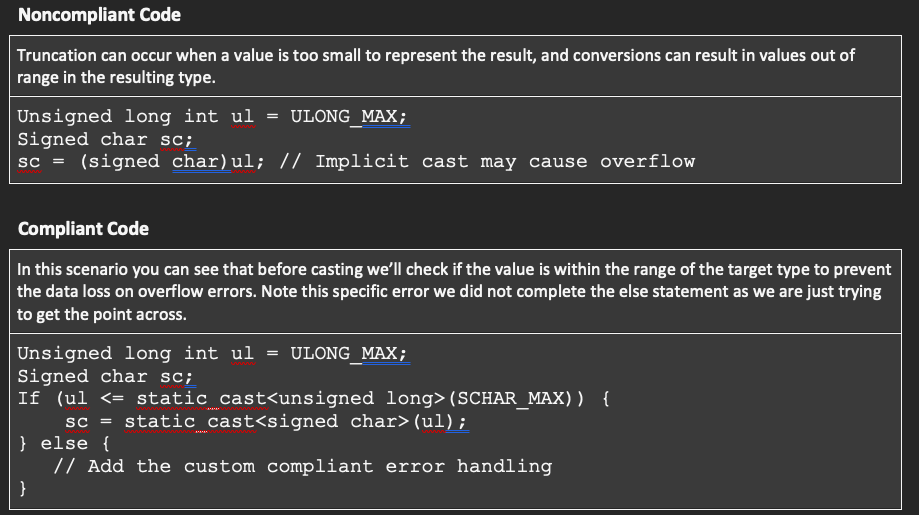 Noncompliant Code
Truncation can occur when a value is too small to represent the result, and conversions can result in values out of
range in the resulting type.
Unsigned long int ul = ULONG_MAX;
Signed char sc;
sc = (signed char)ul; // Implicit cast may cause overflow
Compliant Code
In this scenario you can see that before casting we’ll check if the value is within the range of the target type to prevent
the data loss on overflow errors. Note this specific error we did not complete the else statement as we are just trying
to get the point across.
Unsigned long int ul = ULONG_MAX;
Signed char sc;
If (ul <= static_cast<unsigned long>(SCHAR_MAX)) {
    sc = static_cast<signed char>(ul);
} else {
   // Add the custom compliant error handling
}